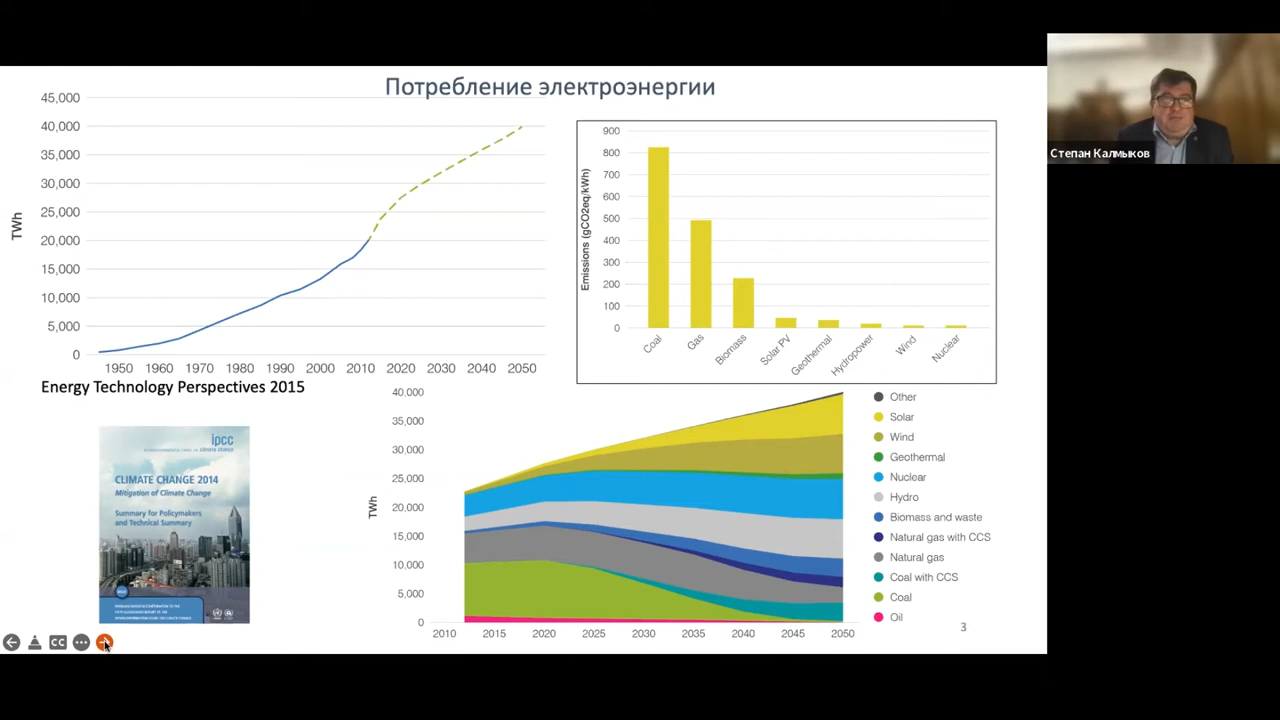 Потребление электроэнергии
45,000
40,000
35,000
30,000
25,000
20,000
15,000
10,000
5,000
0
TWh
1950 1960 1970 1980 1990 2000 2010 2020 2030 2040 2050
Energy Technology Perspectives 2015
900
800
700
600
500
400
300
200
100
0
Emissions (gCO2eq/kWh)
Coal Gas Biomass Solar PV Geothermal Hydropower Wind Nuclear
Степан Калмыков
ipcc
CLIMATE CHANGE 2014
Mitigation of Climate Change
Summary for Policymakers
and Technical Summary
40,000
35,000
30,000
25,000
20,000
15,000
10,000
5,000
0
TWh
2010 2015 2020 2025 2030 2035 2040 2045 2050
Other
Solar
Wind
Geothermal
Nuclear
Hydro
Biomass and waste
Natural gas with CCS
Natural gas
Coal with CCS
Coal
Oil
3
CC